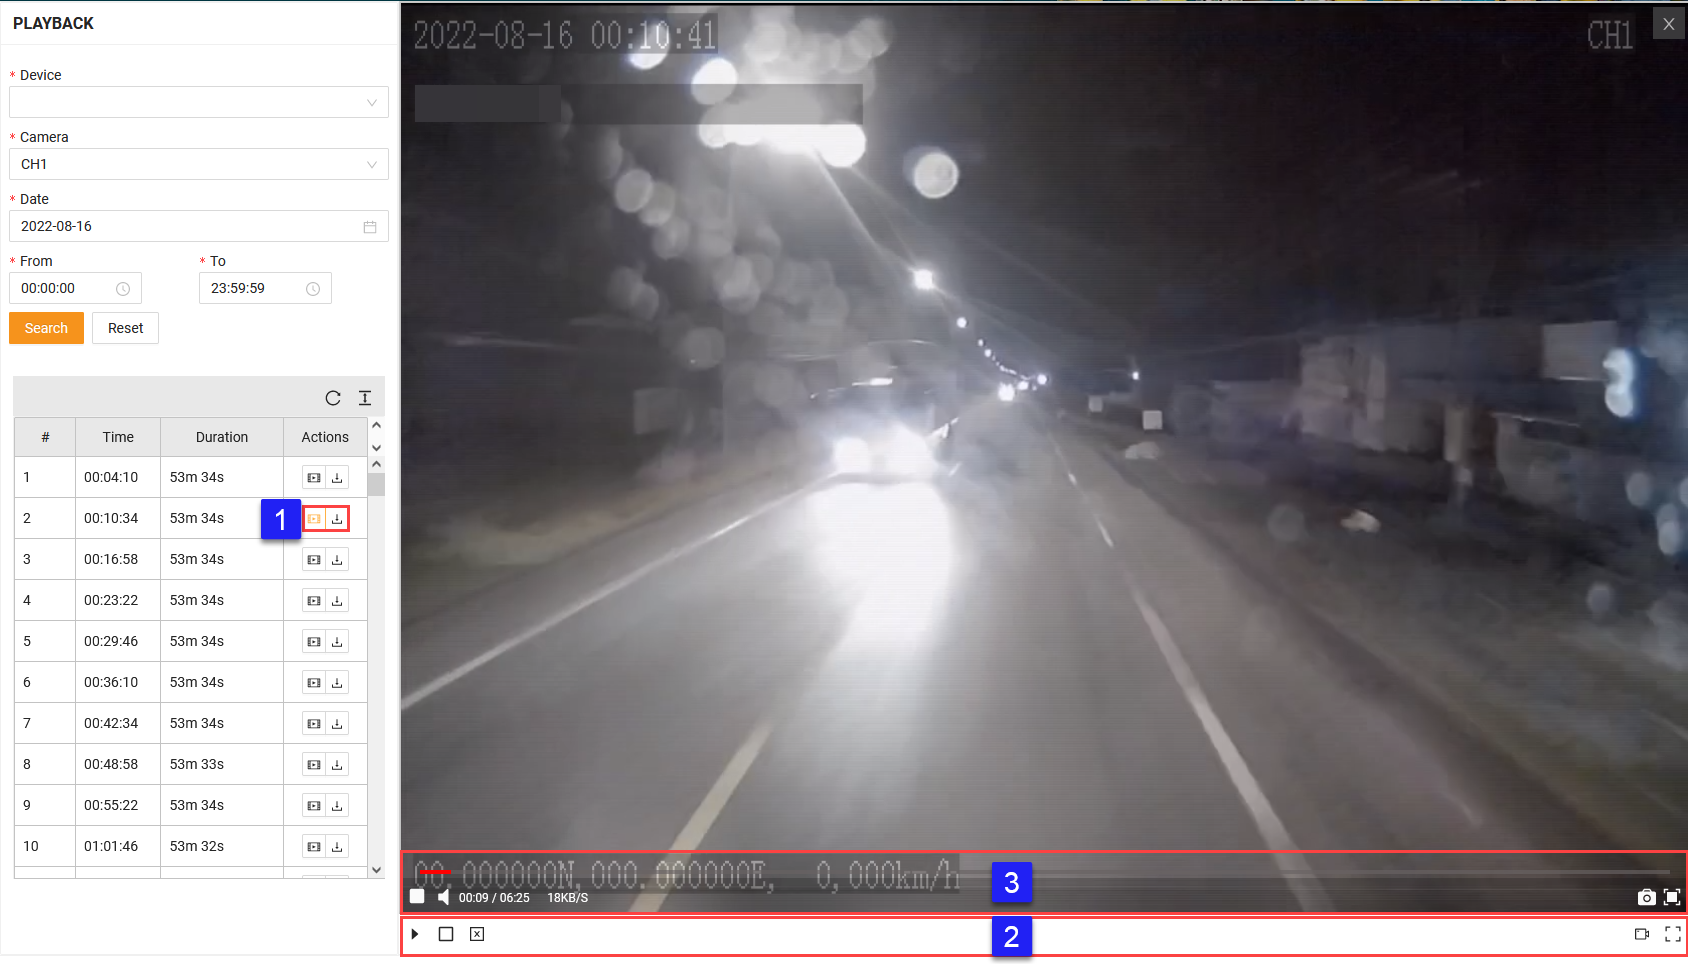 PLAYBACK
* Device
* Camera
CH1
* Date
2022-08-16
* From * To
00:00:00 23:59:59
Search Reset
# Time Duration Actions
1 00:04:10 53m 34s
2 00:10:34 53m 34s 1
3 00:16:58 53m 34s
4 00:23:22 53m 34s
5 00:29:46 53m 34s
6 00:36:10 53m 34s
7 00:42:34 53m 34s
8 00:48:58 53m 33s
9 00:55:22 53m 34s
10 01:01:46 53m 32s
2022-08-16 00:10:41 CH1
00.000000N,000.000000E, 0,000km/h
3
00:09 / 06:25 18KB/S
2